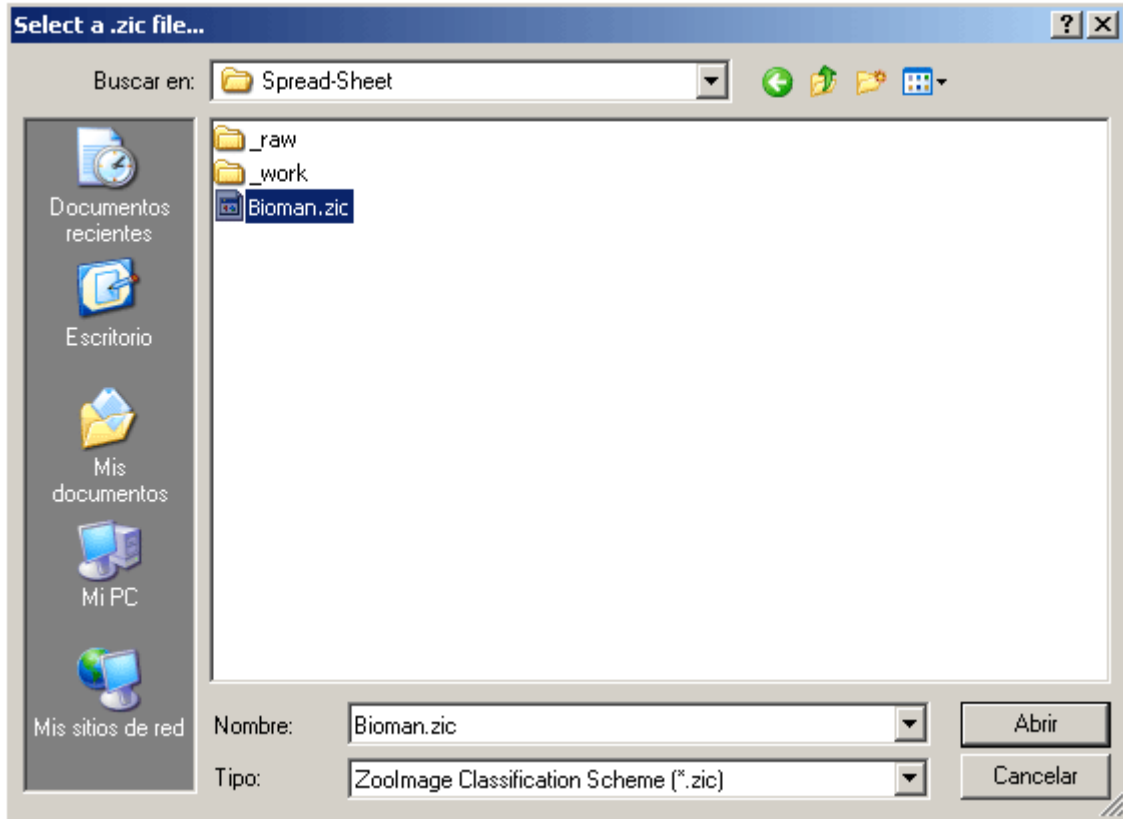 Select a .zic file...
Buscar en:
Spread-Sheet
_raw
_work
Bioman.zic
Documentos
recientes
Escritorio
Mis
documentos
Mi PC
Mis sitios de red
Nombre:
Bioman.zic
Abrir
Tipo:
ZooImage Classification Scheme (*.zic)
Cancelar